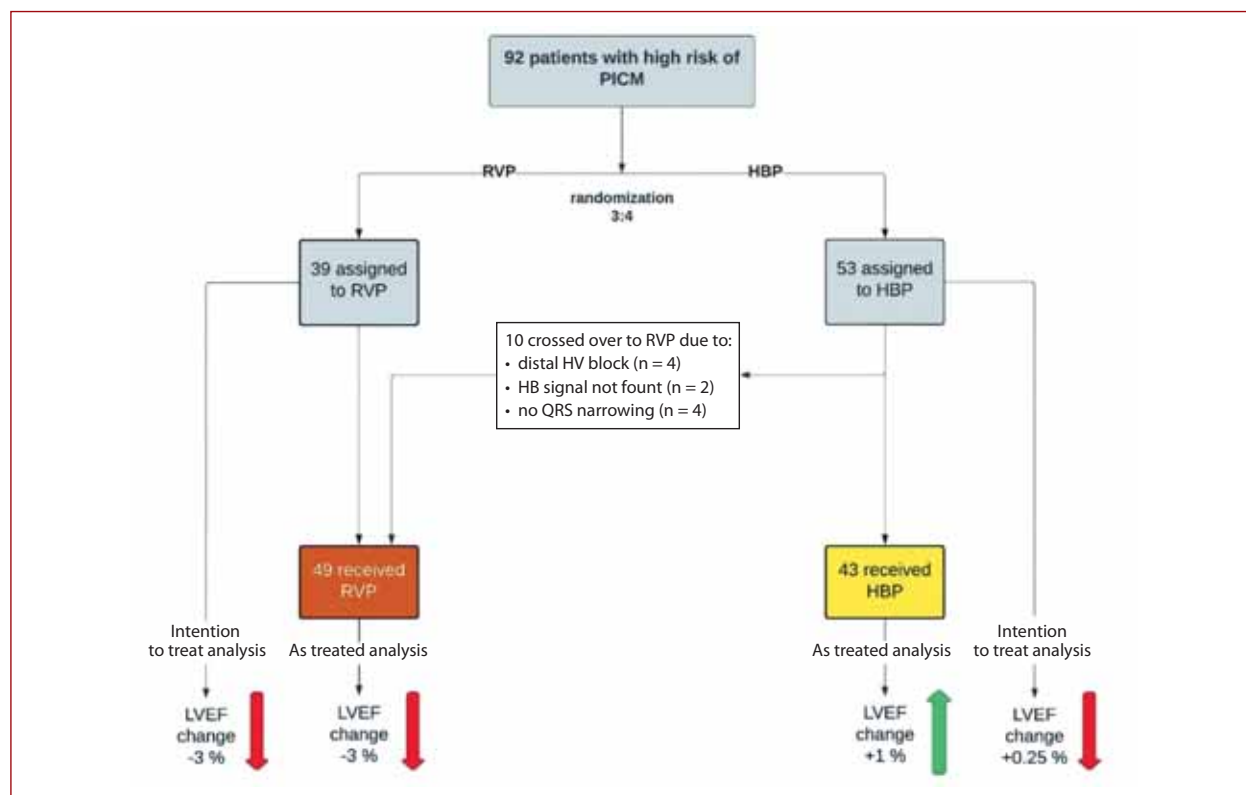 92 patients with high risk of
PICM
RVP
HBP
randomization
3:4
39 assigned
to RVP
53 assigned
to HBP
10 crossed over to RVP due to:
• distal HV block (n = 4)
• HB signal not fount (n = 2)
• no QRS narrowing (n = 4)
49 received
RVP
43 received
HBP
Intention
to treat analysis
As treated analysis
As treated analysis
Intention
to treat analysis
LVEF
change
-3 %
LVEF
change
-3 %
LVEF
change
+1 %
LVEF
change
+0.25 %